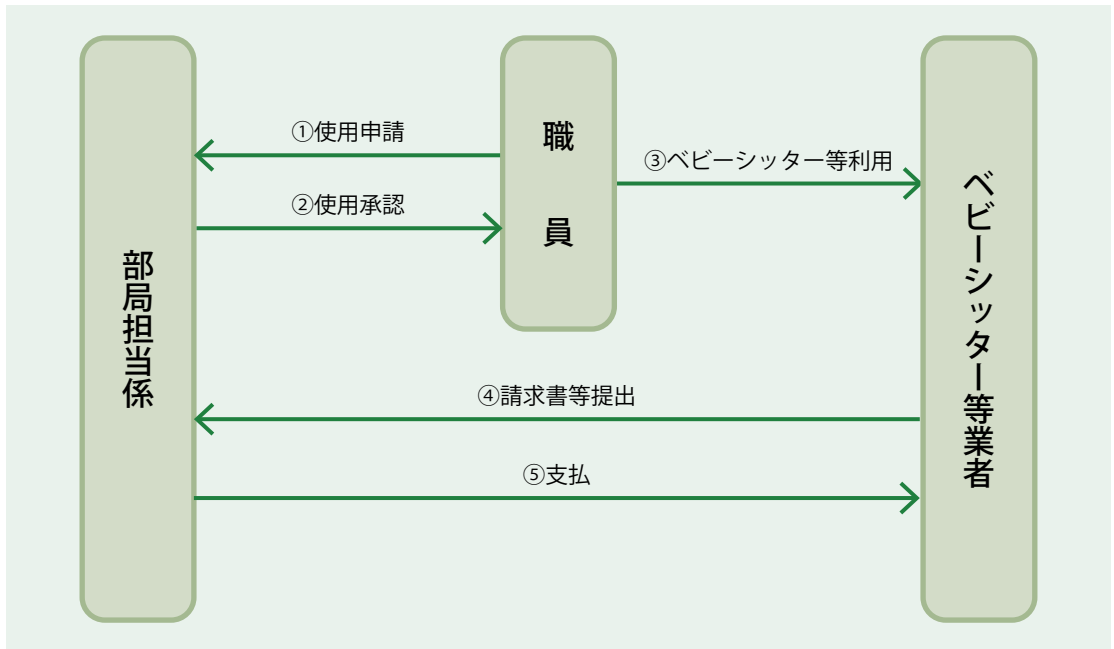 部局担当係
①使用申請
②使用承認
職員
③ベビーシッター等利用
ベビーシッター等業者
④請求書等提出
⑤支払